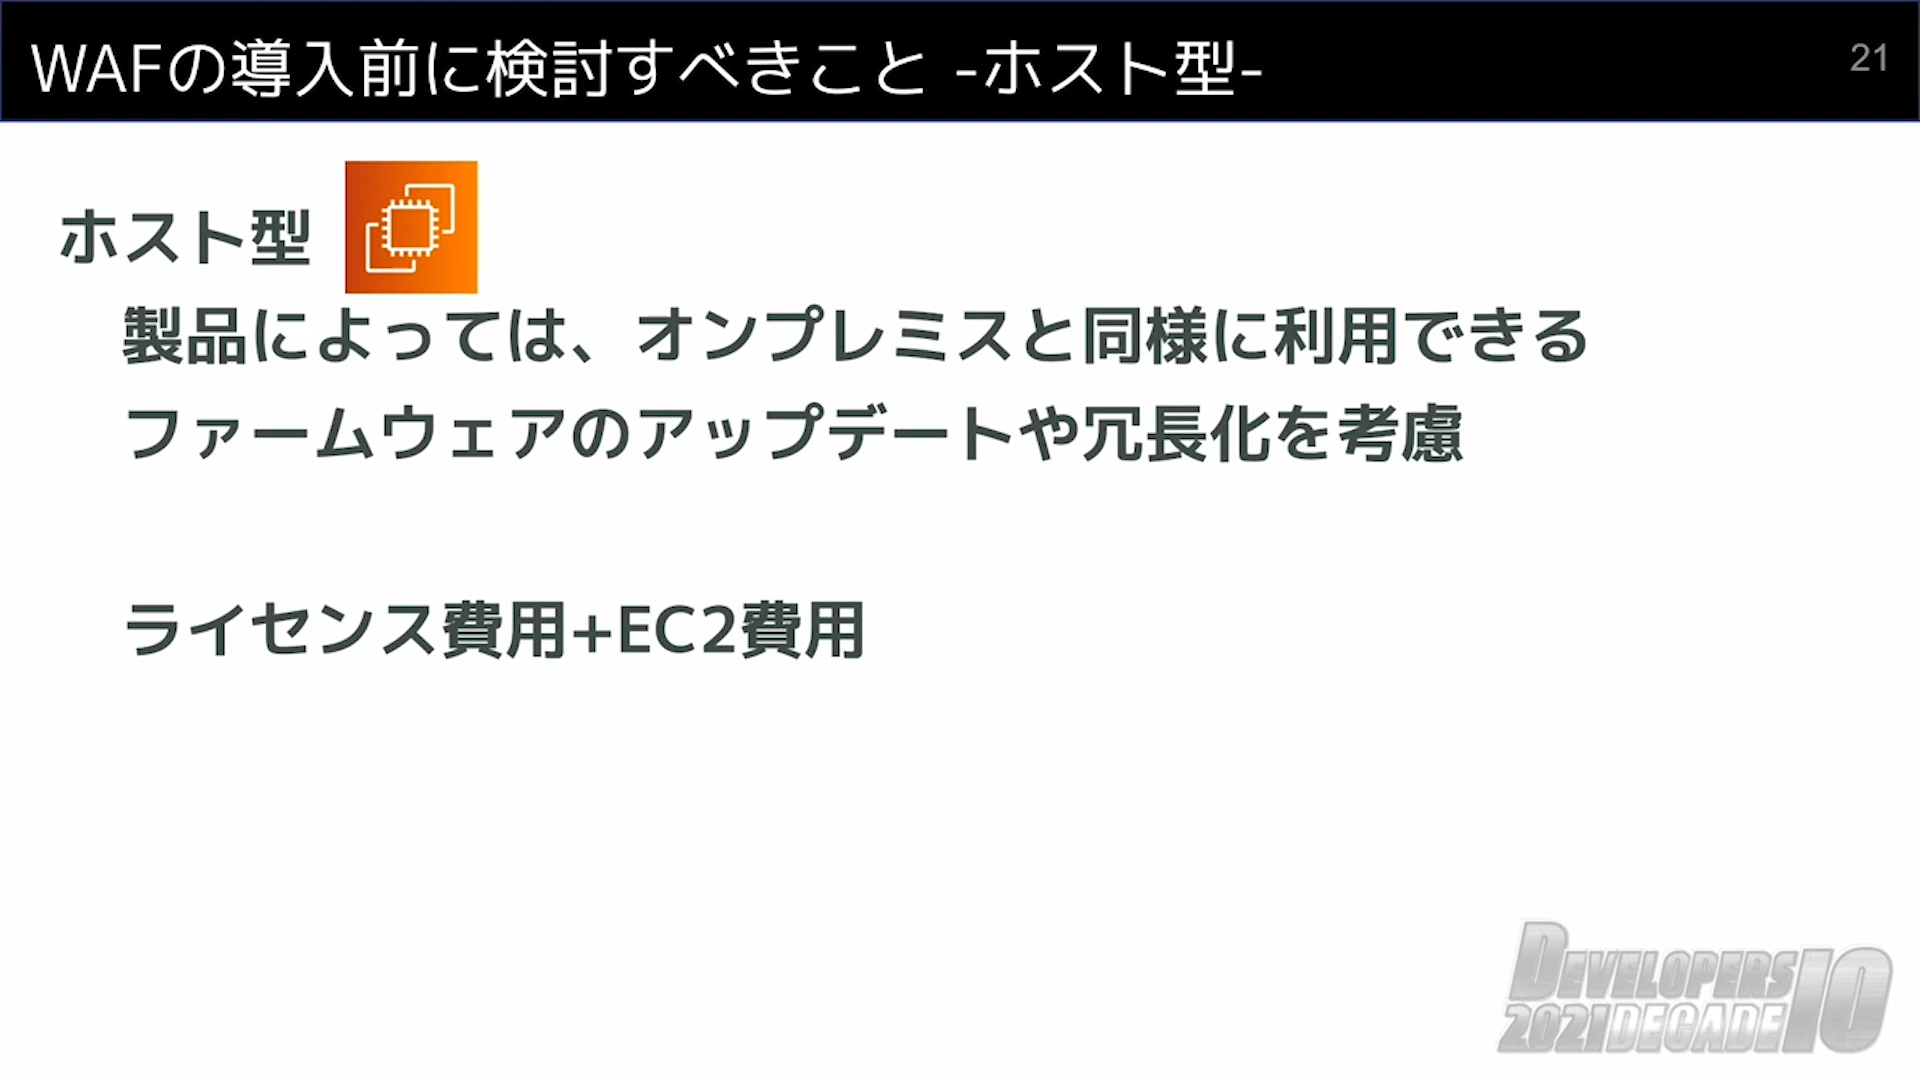 WAFの導入前に検討すべきこと -ホスト型-
21
ホスト型
製品によっては、オンプレミスと同様に利用できる
ファームウェアのアップデートや冗長化を考慮
ライセンス費用+EC2費用
DEVELOPERS
2021 DECADE 10